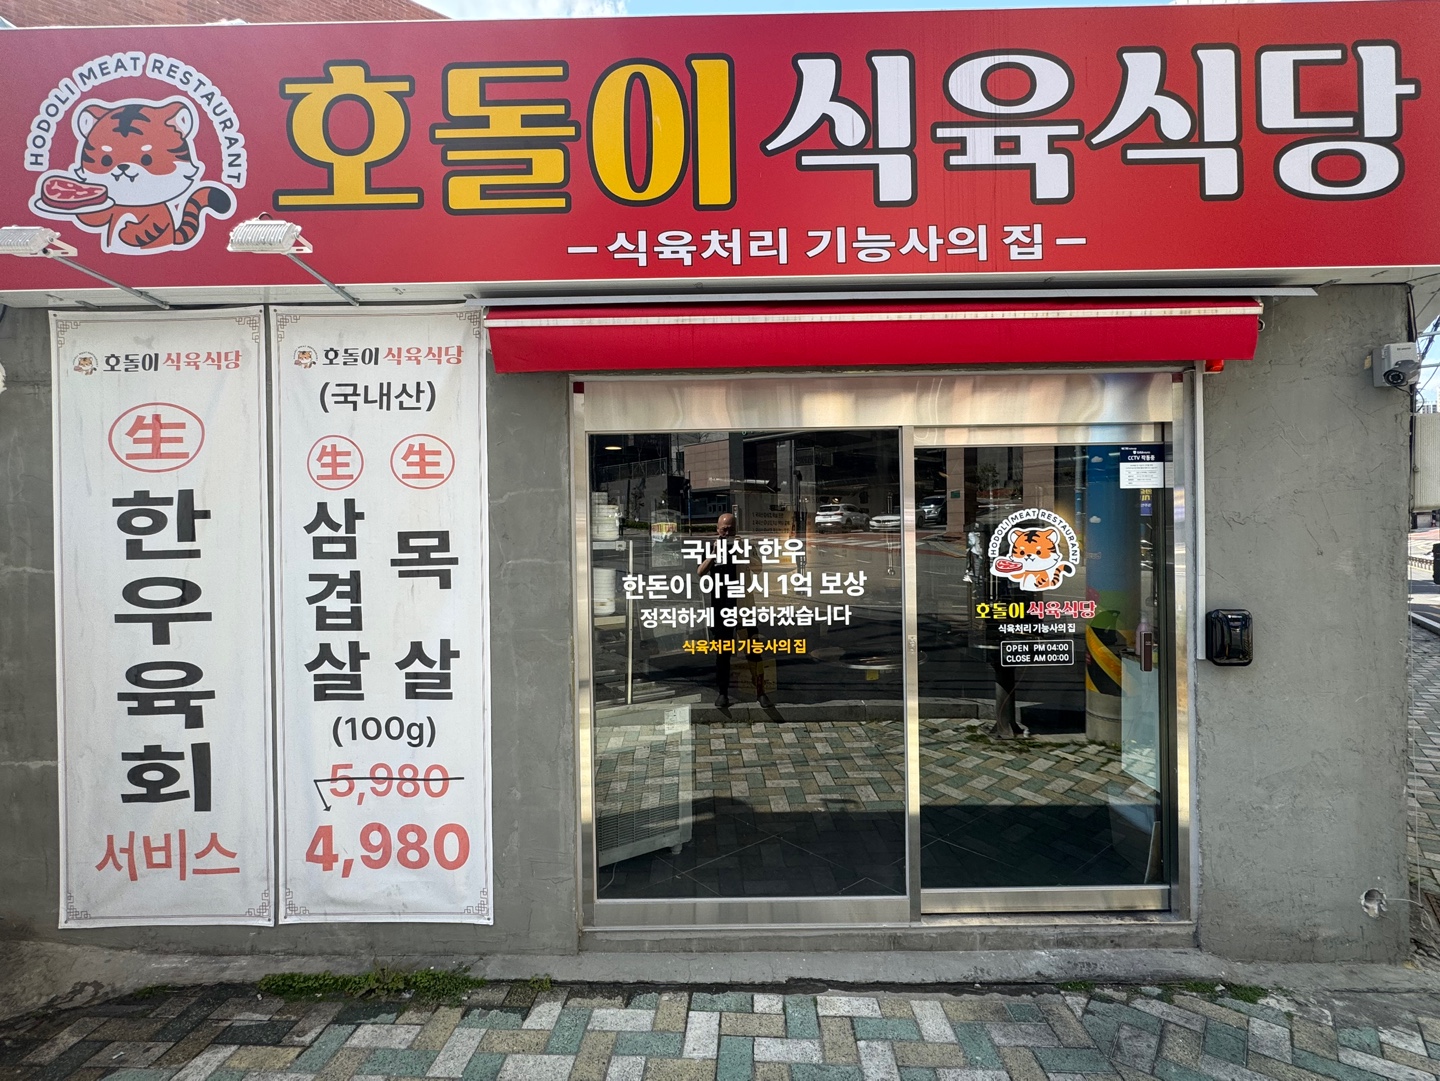 HODOLI MEAT RESTAURANT
호돌이 식육식당
-식육처리 기능사의 집-
호돌이 식육식당
生
한우육회
서비스
호돌이 식육식당
(국내산)
生 生
삼겹살
목살
(100g)
5,980
4,980
국내산 한우
한돈이 아닐시 1억 보상
정직하게 영업하겠습니다
식육처리 기능사의 집
CCTV 작동중
HODOLI MEAT RESTAURANT
호돌이 식육식당
식육처리 기능사의 집
OPEN PM 04:00
CLOSE AM 00:00